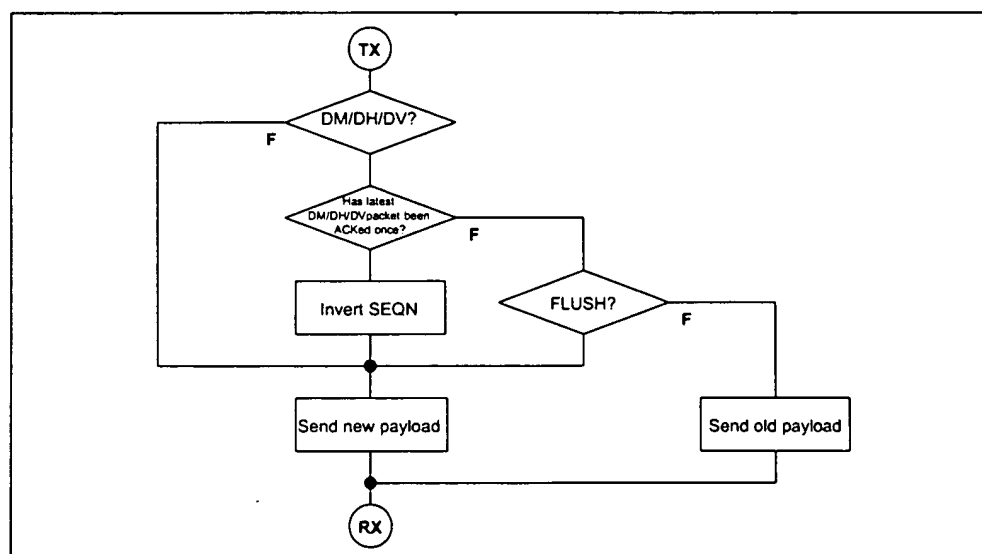 TX
DM/DH/DV?
F
Has latest
DM/DH/DVpacket been
ACKed once?
F
Invert SEQN
FLUSH?
F
Send new payload
Send old payload
RX